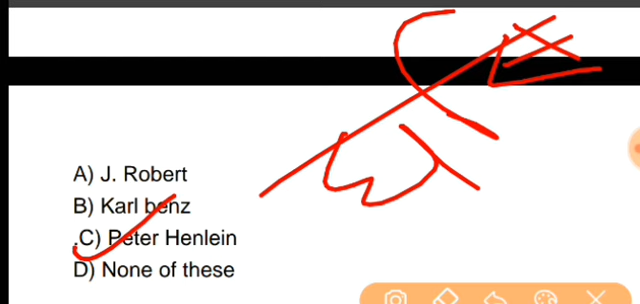 A) J. Robert
B) Karl benz
C) Peter Henlein
D) None of these